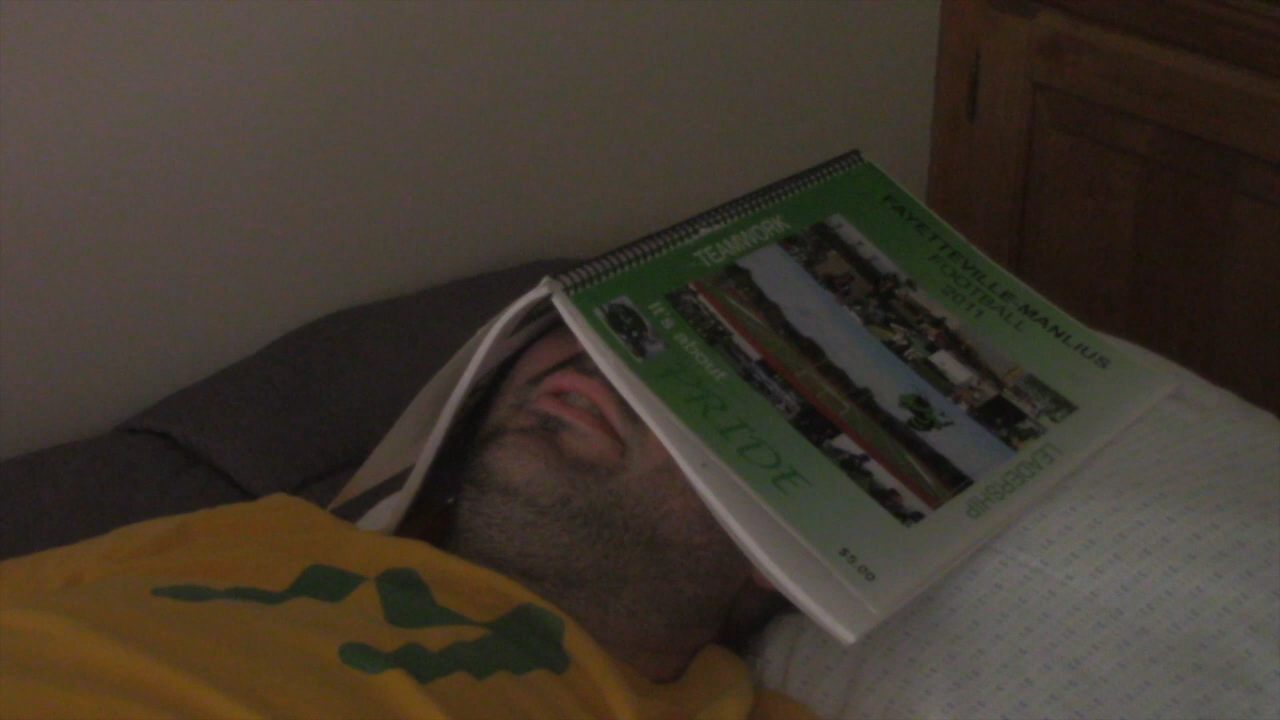 FAYETTEVILLE-MANLIUS
FOOTBALL
2011
TEAMWORK
It's about
PRIDE
LEADERSHIP
$5.00